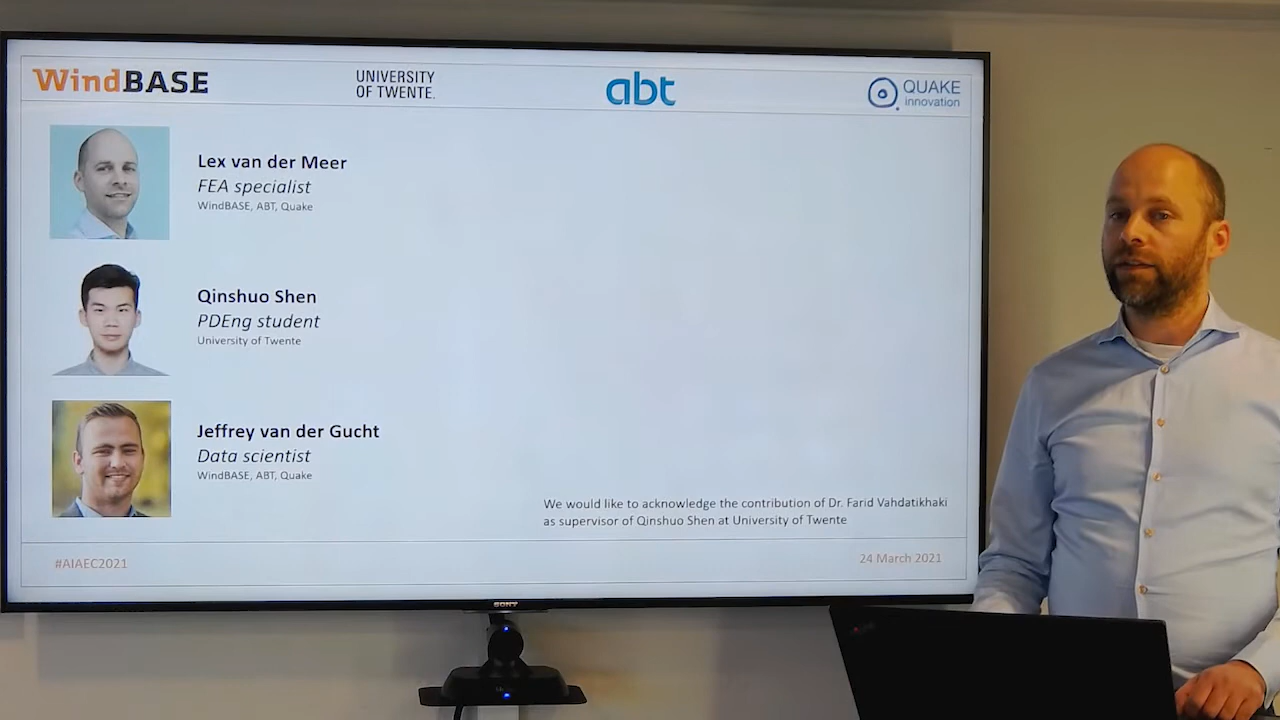 WindBASE
UNIVERSITY
OF TWENTE.
abt
QUAKE
innovation
Lex van der Meer
FEA specialist
WindBASE, ABT, Quake
Qinshuo Shen
PDEng student
University of Twente
Jeffrey van der Gucht
Data scientist
WindBASE, ABT, Quake
We would like to acknowledge the contribution of Dr. Farid Vahdatikhaki
as supervisor of Qinshuo Shen at University of Twente
#AIAEC2021
24 March 2021
SONY